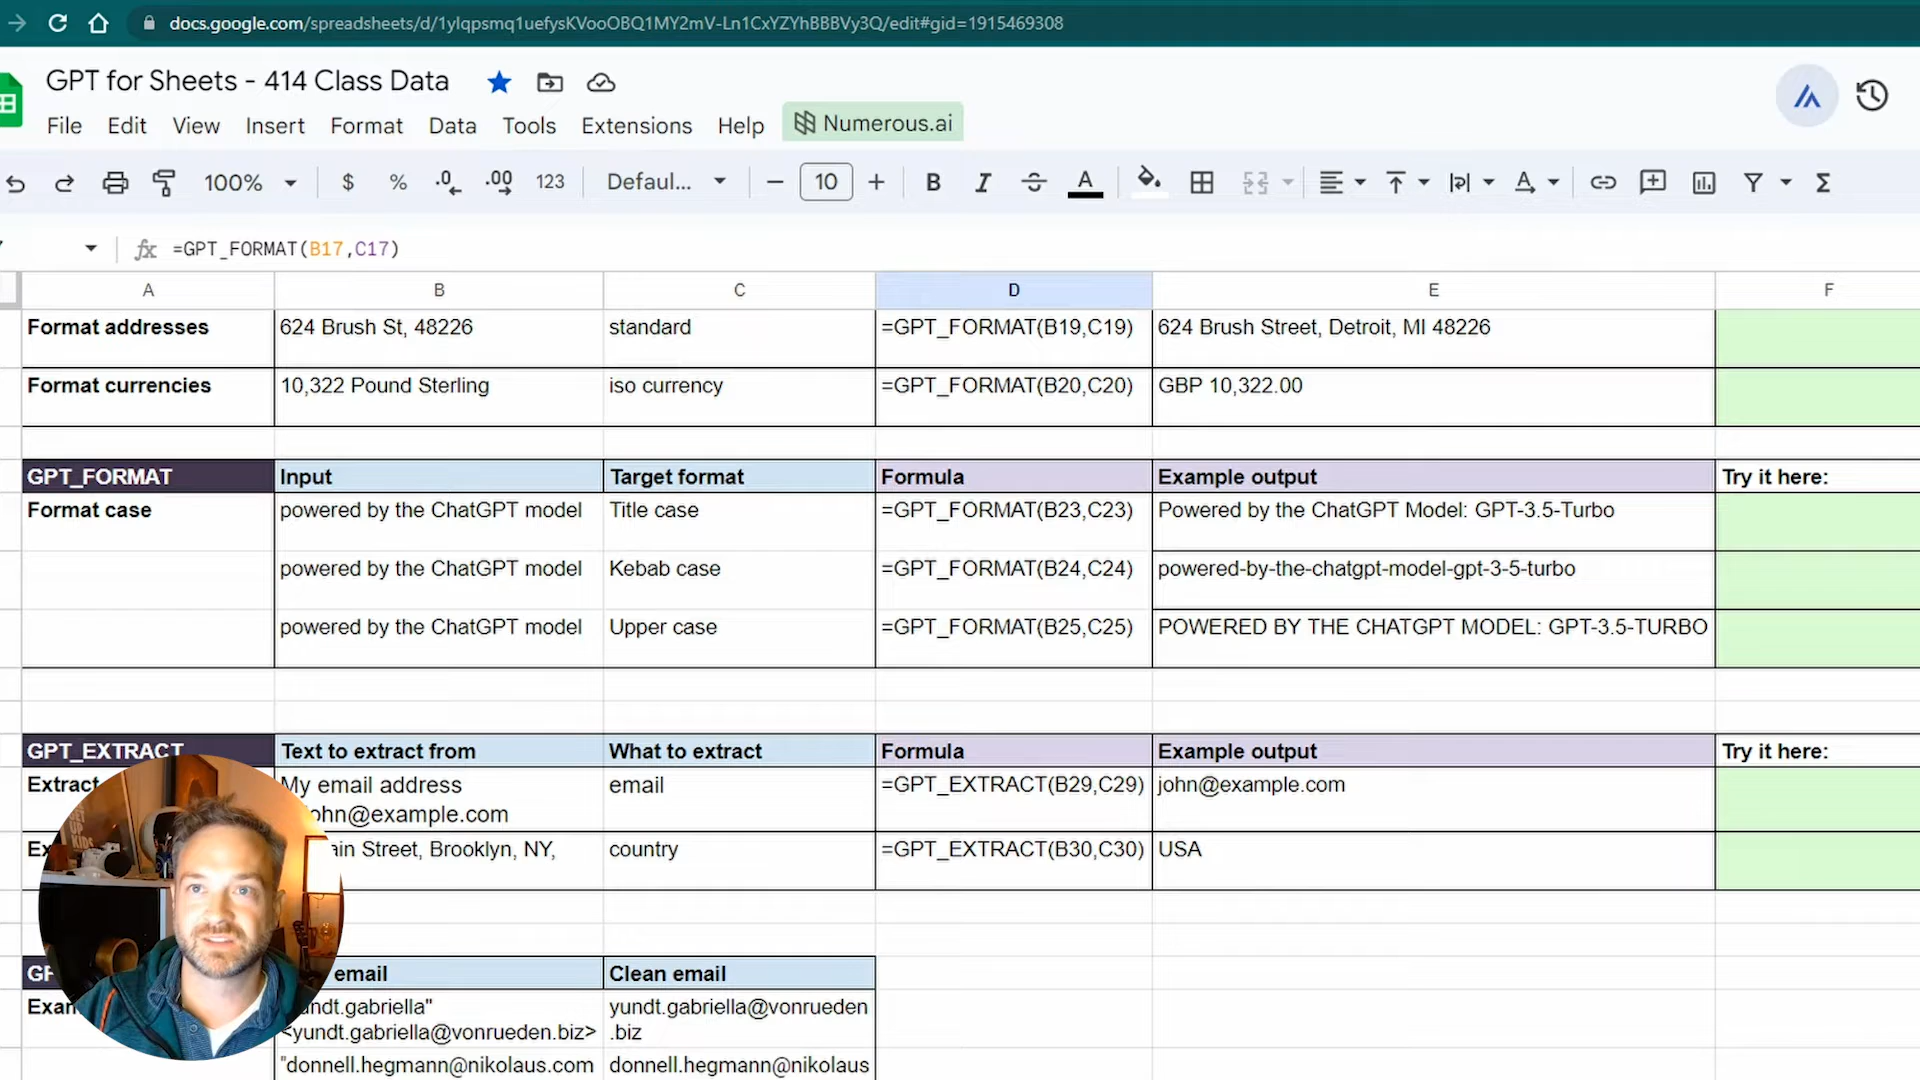 docs.google.com/spreadsheets/d/1ylqpsmq1uefysKVooOBQ1MY2mV-Ln1CxYZYhBBBVy3Q/edit#gid=1915469308
GPT for Sheets - 414 Class Data
File Edit View Insert Format Data Tools Extensions Help Numerous.ai
100% $ % .0 .00 123 Defaul... 10 B I A
fx =GPT_FORMAT(B17,C17)
A B C D E F
Format addresses 624 Brush St, 48226 standard =GPT_FORMAT(B19,C19) 624 Brush Street, Detroit, MI 48226
Format currencies 10,322 Pound Sterling iso currency =GPT_FORMAT(B20,C20) GBP 10,322.00
GPT_FORMAT Input Target format Formula Example output Try it here:
Format case powered by the ChatGPT model Title case =GPT_FORMAT(B23,C23) Powered by the ChatGPT Model: GPT-3.5-Turbo
powered by the ChatGPT model Kebab case =GPT_FORMAT(B24,C24) powered-by-the-chatgpt-model-gpt-3-5-turbo
powered by the ChatGPT model Upper case =GPT_FORMAT(B25,C25) POWERED BY THE CHATGPT MODEL: GPT-3.5-TURBO
GPT_EXTRACT Text to extract from What to extract Formula Example output Try it here:
Extract My email address email =GPT_EXTRACT(B29,C29) john@example.com
john@example.com
Street, Brooklyn, NY, country =GPT_EXTRACT(B30,C30) USA
email Clean email
yundt.gabriella@vonrueden
<yundt.gabriella@vonrueden.biz> .biz
"donnell.hegmann@nikolaus.com donnell.hegmann@nikolaus